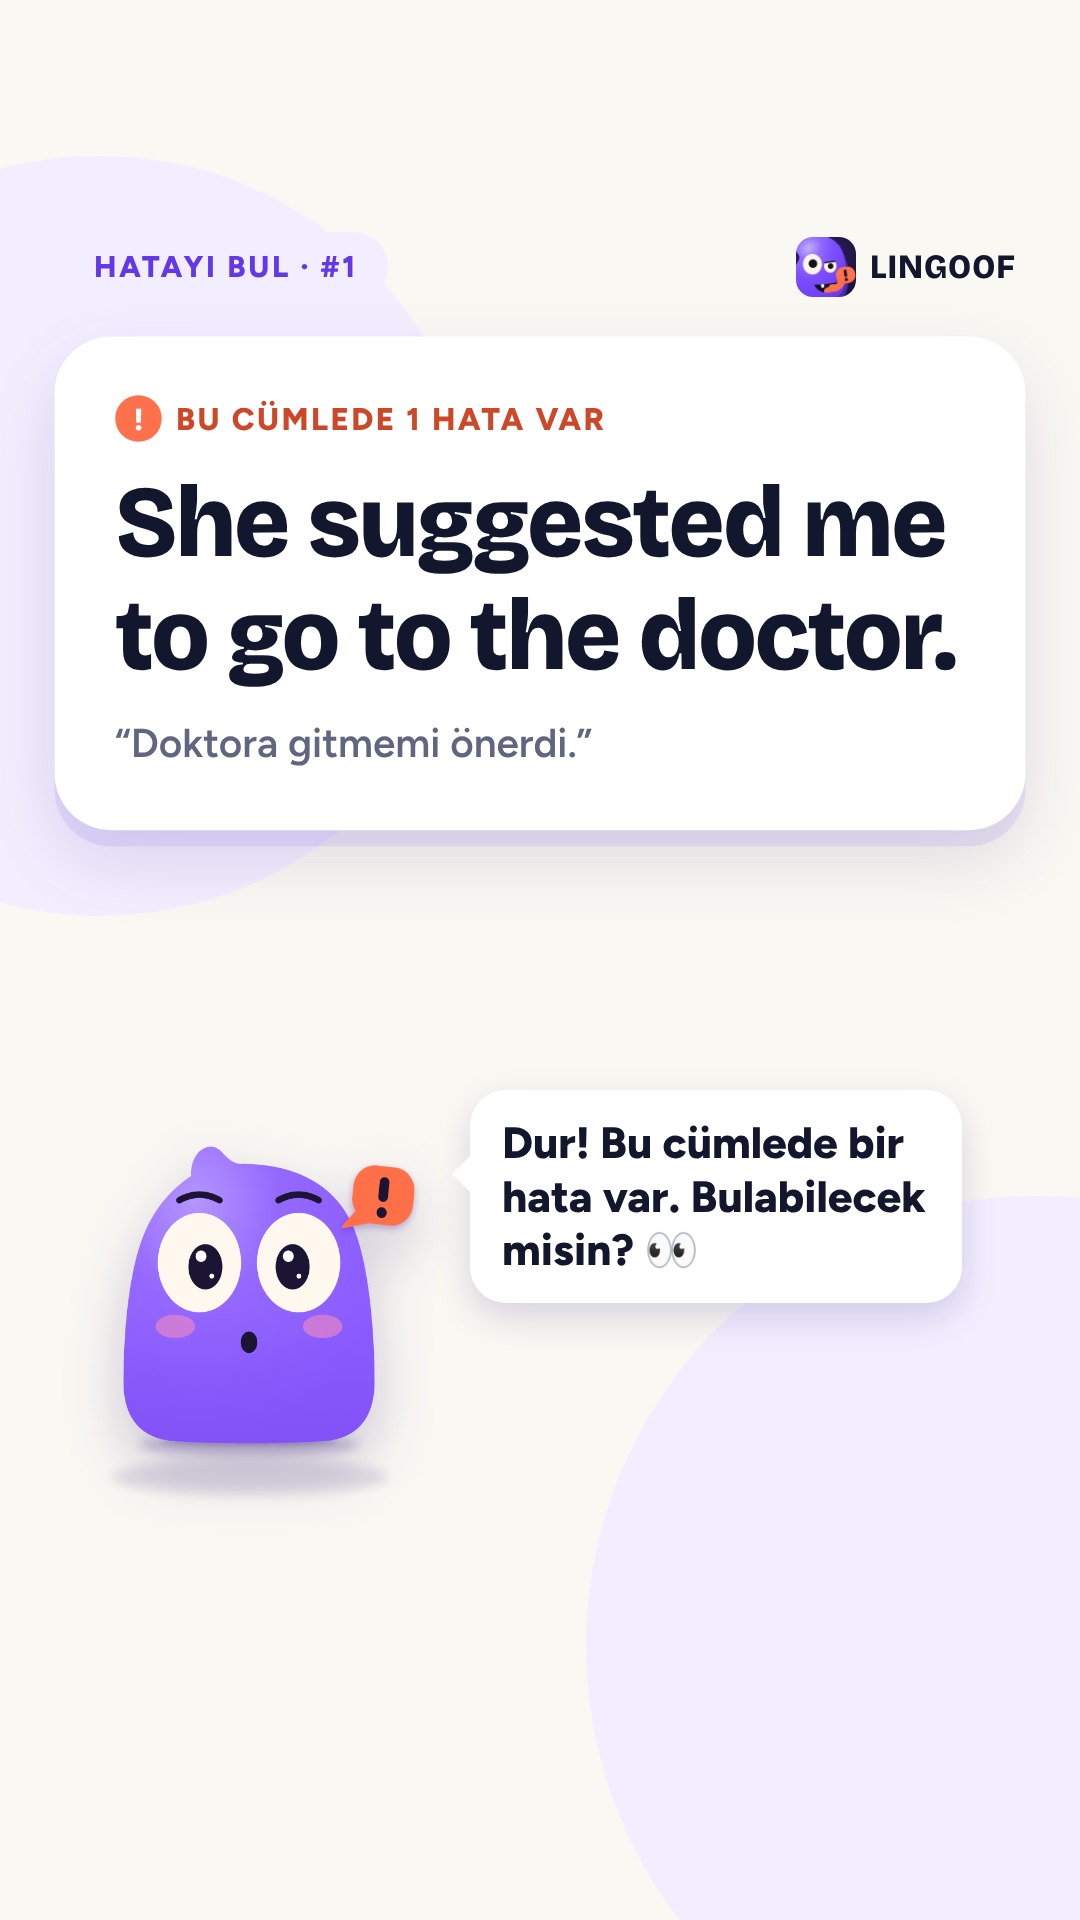 HATAYI BUL · #1
LINGOOF
! BU CÜMLEDE 1 HATA VAR
She suggested me
to go to the doctor.
“Doktora gitmemi önerdi.”
Dur! Bu cümlede bir
hata var. Bulabilecek
misin? 👀
!